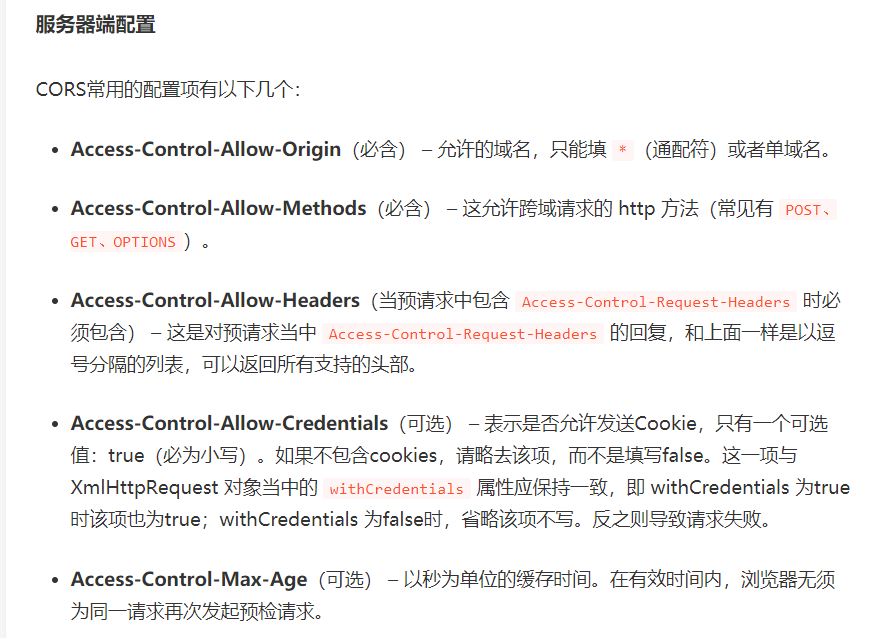 服务器端配置
CORS常用的配置项有以下几个：
• Access-Control-Allow-Origin（必含） – 允许的域名，只能填 * （通配符）或者单域名。
• Access-Control-Allow-Methods（必含） – 这允许跨域请求的 http 方法（常见有 POST、
GET、OPTIONS ）。
• Access-Control-Allow-Headers（当预请求中包含 Access-Control-Request-Headers 时必
须包含） – 这是对预请求当中 Access-Control-Request-Headers 的回复，和上面一样是以逗
号分隔的列表，可以返回所有支持的头部。
• Access-Control-Allow-Credentials（可选） – 表示是否允许发送Cookie，只有一个可选
值：true（必为小写）。如果不包含cookies，请略去该项，而不是填写false。这一项与
XmlHttpRequest 对象当中的 withCredentials 属性应保持一致，即 withCredentials 为true
时该项也为true；withCredentials 为false时，省略该项不写。反之则导致请求失败。
• Access-Control-Max-Age（可选） – 以秒为单位的缓存时间。在有效时间内，浏览器无须
为同一请求再次发起预检请求。